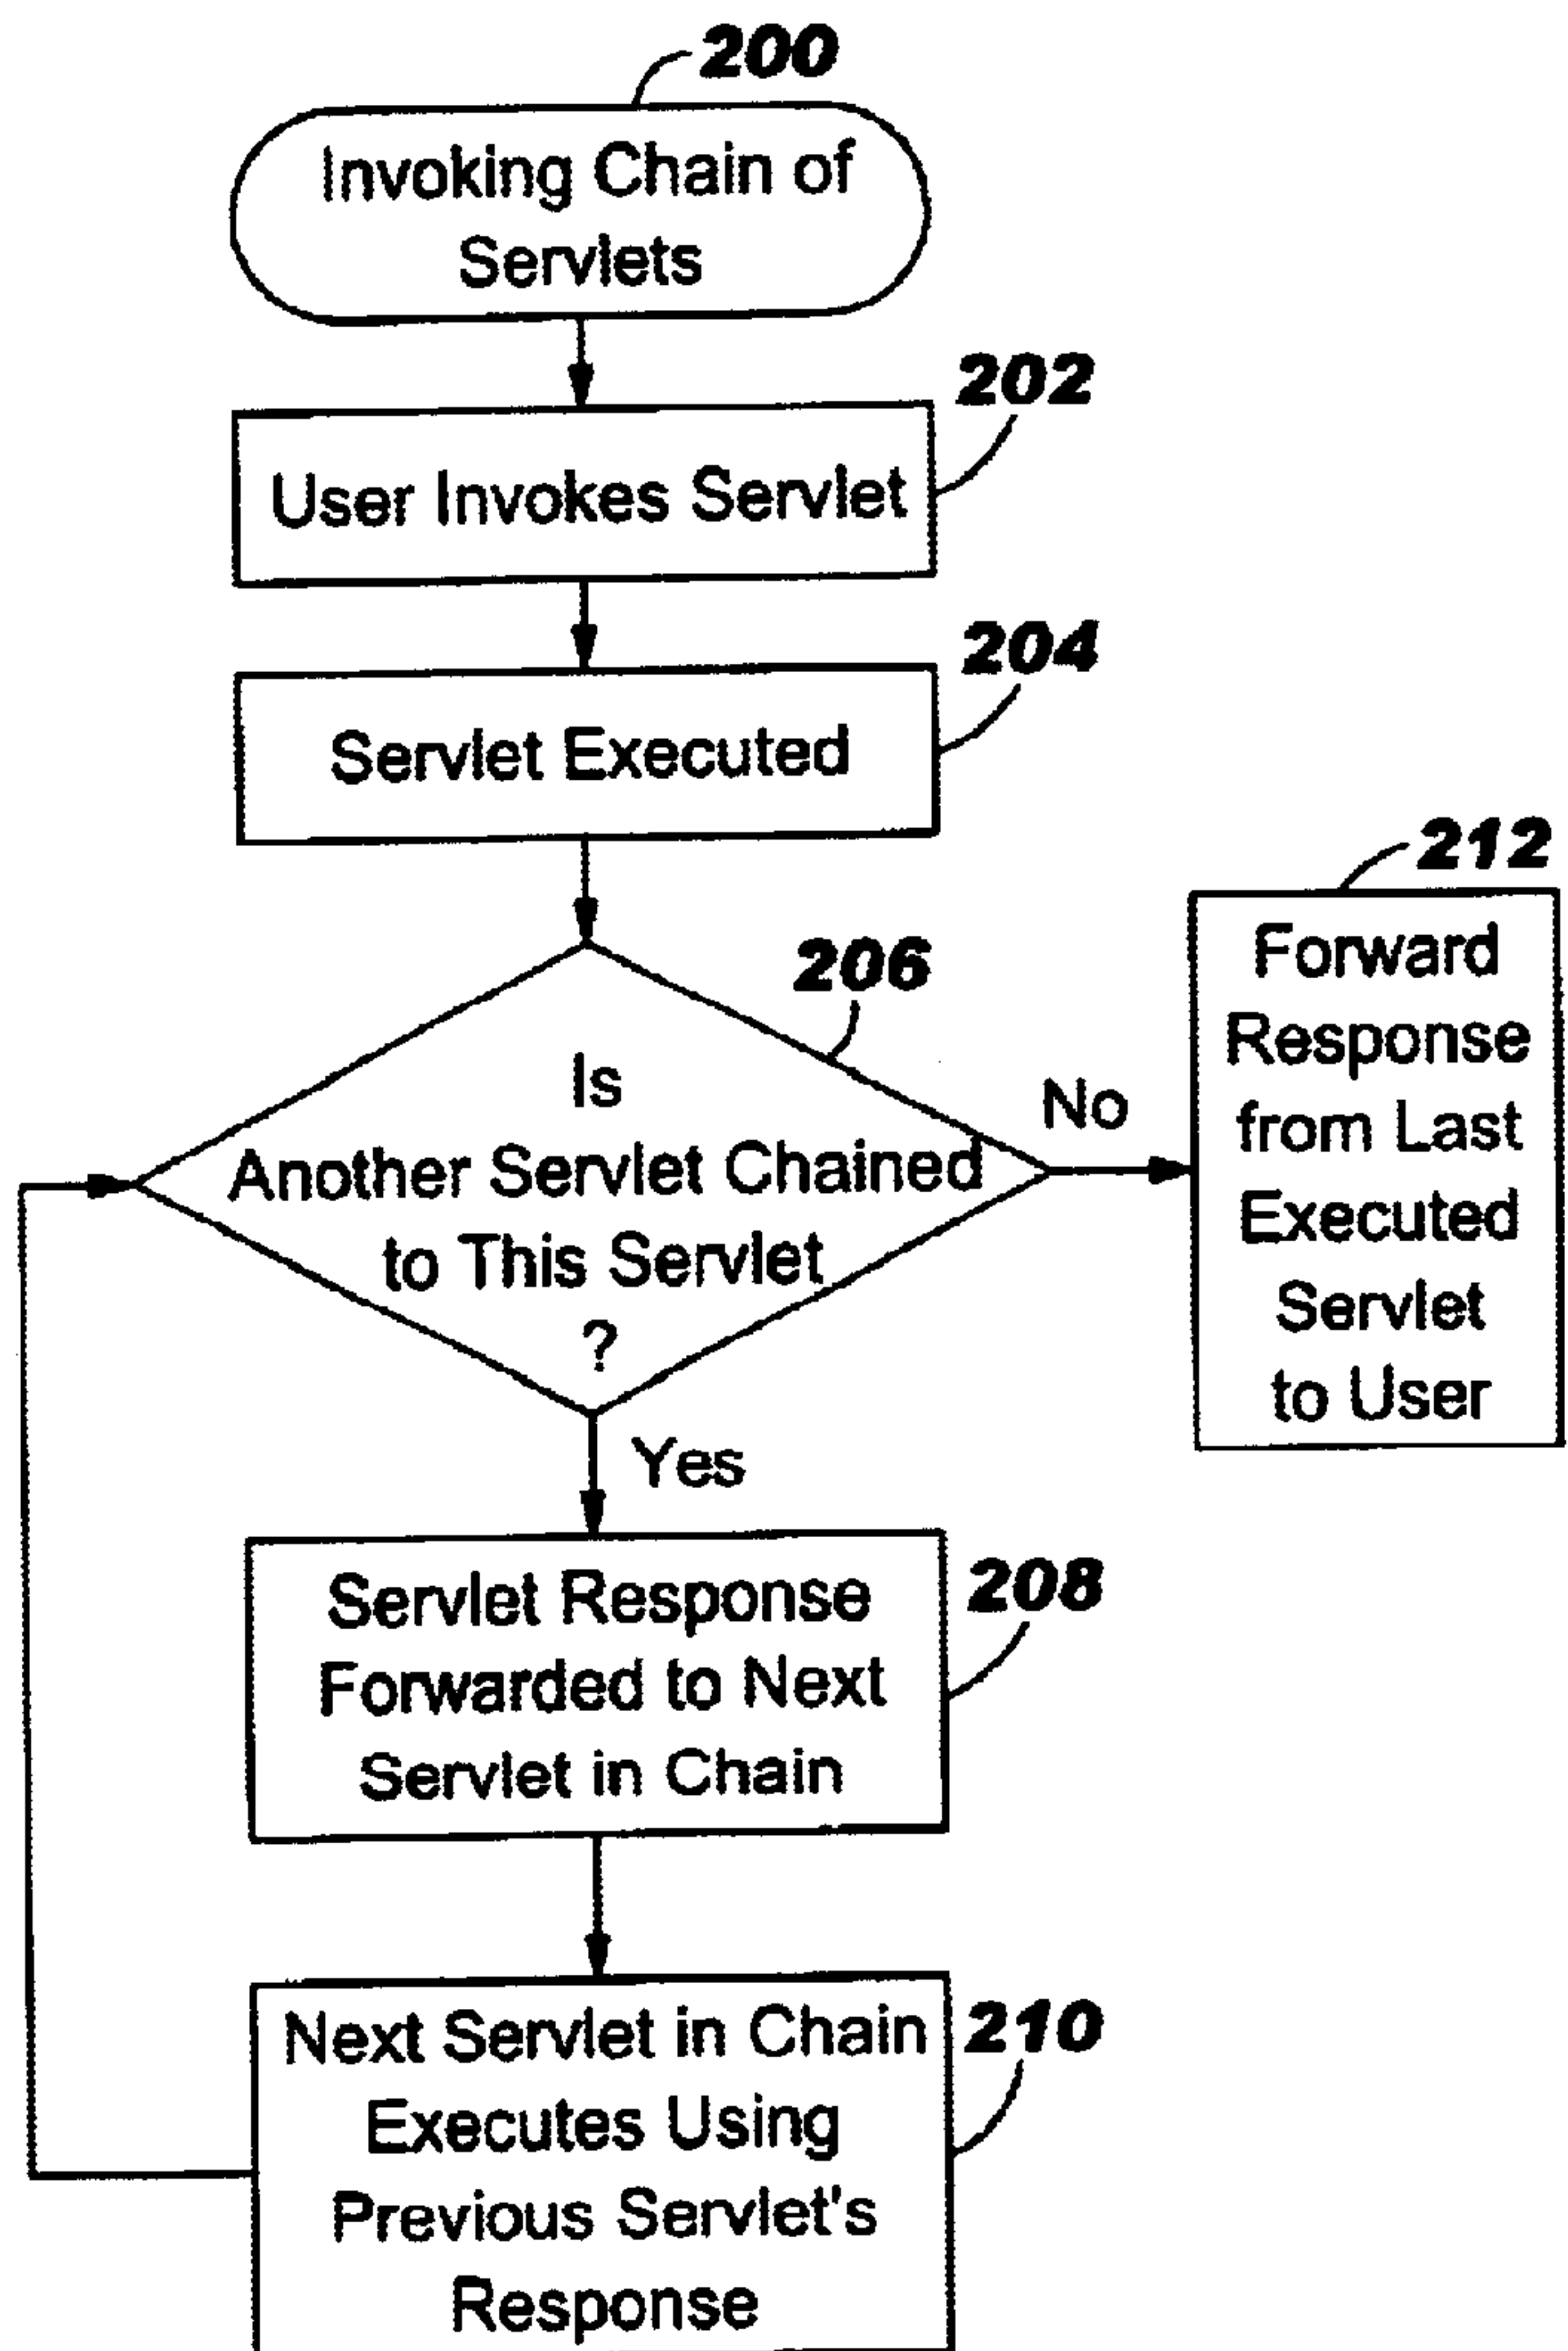 200
Invoking Chain of
Servlets
202
User Invokes Servlet
204
Servlet Executed
206
Is
Another Servlet Chained
to This Servlet
?
No
212
Forward
Response
from Last
Executed
Servlet
to User
Yes
208
Servlet Response
Forwarded to Next
Servlet in Chain
210
Next Servlet in Chain
Executes Using
Previous Servlet's
Response